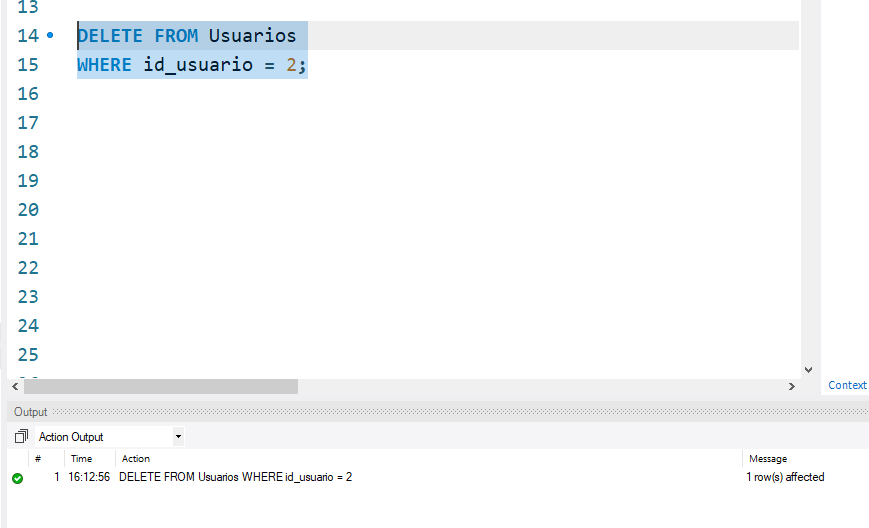 13
14 DELETE FROM Usuarios
15 WHERE id_usuario = 2;
16
17
18
19
20
21
22
23
24
25
Context
Output
Action Output
# Time Action Message
1 16:12:56 DELETE FROM Usuarios WHERE id_usuario = 2 1 row(s) affected